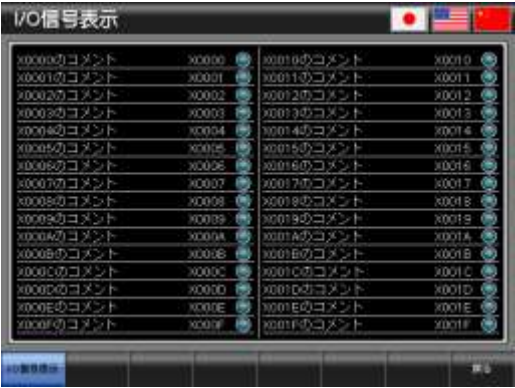 I/O信号表示
X0000のコメント X0000 X0010のコメント X0010
X0001のコメント X0001 X0011のコメント X0011
X0002のコメント X0002 X0012のコメント X0012
X0003のコメント X0003 X0013のコメント X0013
X0004のコメント X0004 X0014のコメント X0014
X0005のコメント X0005 X0015のコメント X0015
X0006のコメント X0006 X0016のコメント X0016
X0007のコメント X0007 X0017のコメント X0017
X0008のコメント X0008 X0018のコメント X0018
X0009のコメント X0009 X0019のコメント X0019
X000Aのコメント X000A X001Aのコメント X001A
X000Bのコメント X000B X001Bのコメント X001B
X000Cのコメント X000C X001Cのコメント X001C
X000Dのコメント X000D X001Dのコメント X001D
X000Eのコメント X000E X001Eのコメント X001E
X000Fのコメント X000F X001Fのコメント X001F
I/O信号表示 戻る